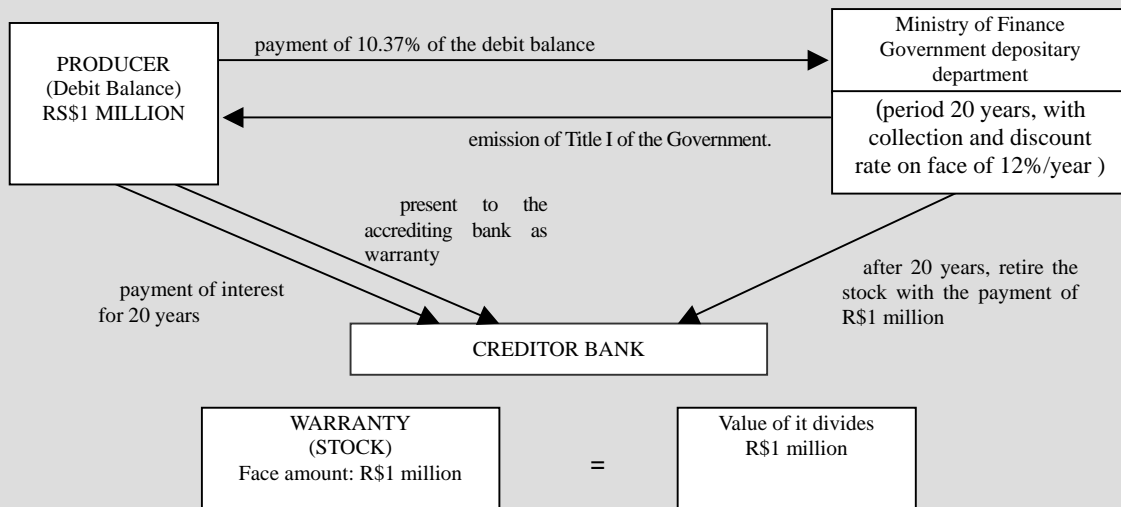 payment of 10.37% of the debit balance
PRODUCER
(Debit Balance)
RS$1 MILLION
Ministry of Finance
Government depositary
department
(period 20 years, with
collection and discount
rate on face of 12%/year )
emission of Title I of the Government.
present to the
accrediting bank as
warranty
payment of interest
for 20 years
after 20 years, retire the
stock with the payment of
R$1 million
CREDITOR BANK
WARRANTY
(STOCK)
Face amount: R$1 million
=
Value of it divides
R$1 million